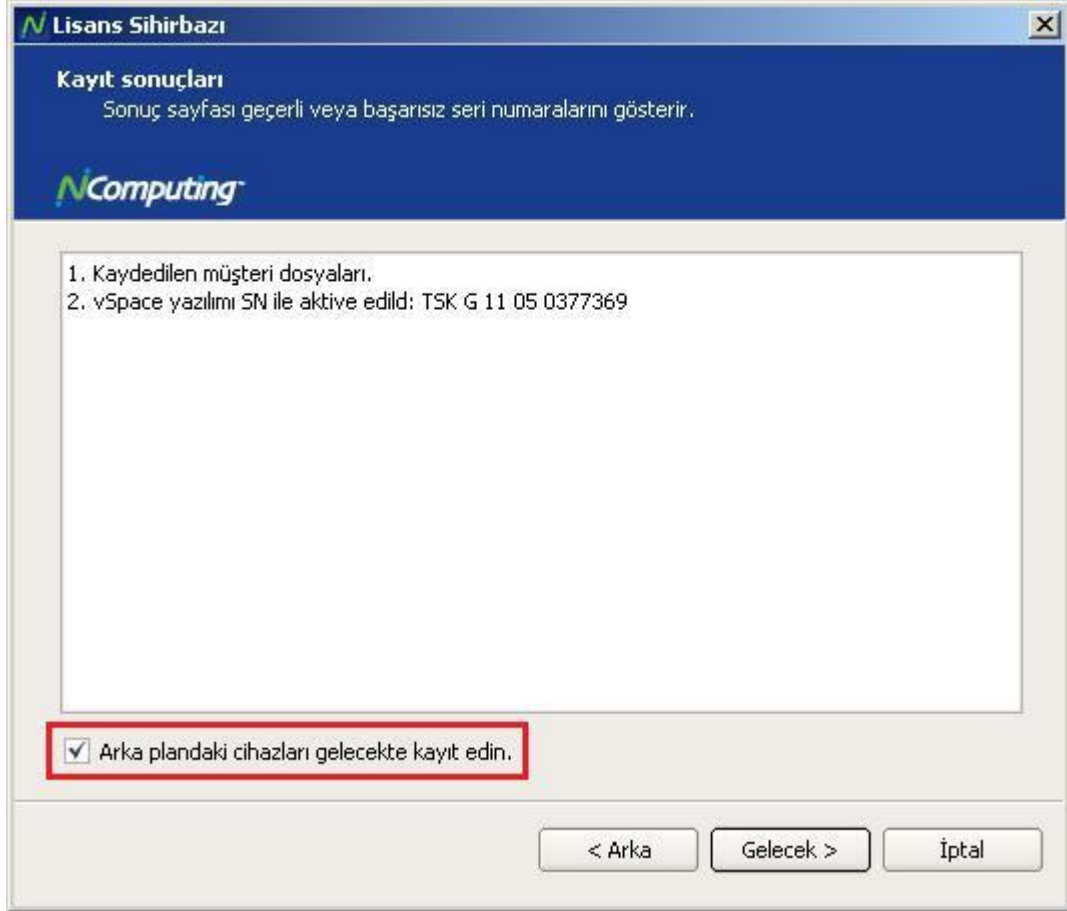 Lisans Sihirbazı
Kayıt sonuçları
Sonuç sayfası geçerli veya başarısız seri numaralarını gösterir.
NComputing™
1. Kaydedilen müşteri dosyaları.
2. vSpace yazılımı SN ile aktive edild: TSK G 11 05 0377369
Arka plandaki cihazları gelecekte kayıt edin.
< Arka Gelecek > İptal